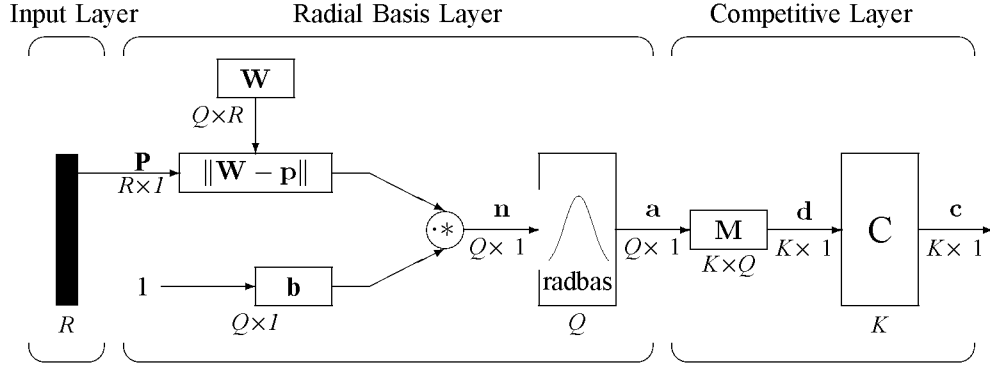 Input Layer Radial Basis Layer Competitive Layer
W
Q×R
P
R×1
‖W − p‖
.*
n
Q × 1
a
Q × 1
M
K×Q
d
K × 1
C
c
K × 1
1
b
Q×1
radbas
R
Q
K